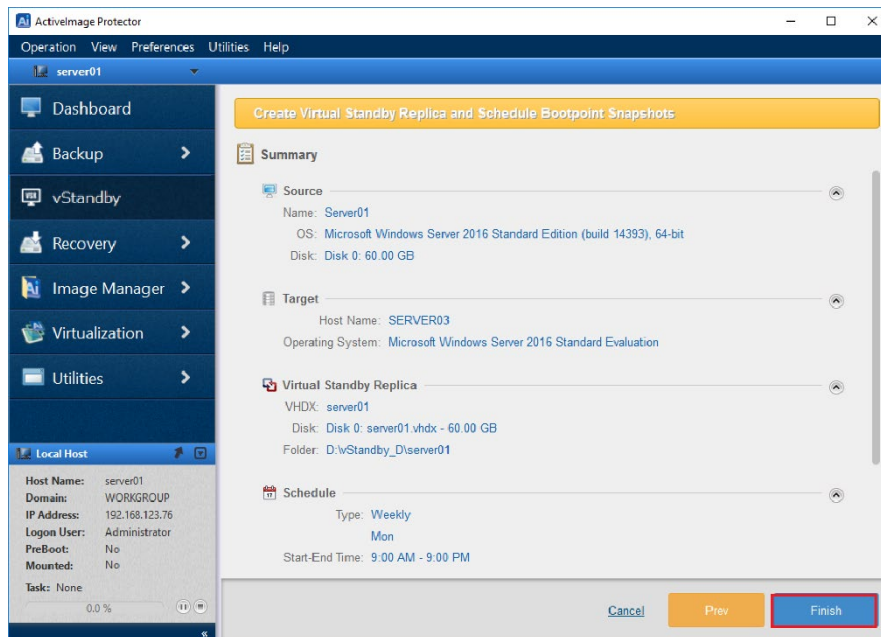 ActiveImage Protector
Operation View Preferences Utilities Help
server01
Dashboard
Backup
vStandby
Recovery
Image Manager
Virtualization
Utilities
Local Host
Host Name: server01
Domain: WORKGROUP
IP Address: 192.168.123.76
Logon User: Administrator
PreBoot: No
Mounted: No
Task: None
0.0 %
Create Virtual Standby Replica and Schedule Bootpoint Snapshots
Summary
Source
Name: Server01
OS: Microsoft Windows Server 2016 Standard Edition (build 14393), 64-bit
Disk: Disk 0: 60.00 GB
Target
Host Name: SERVER03
Operating System: Microsoft Windows Server 2016 Standard Evaluation
Virtual Standby Replica
VHDX: server01
Disk: Disk 0: server01.vhdx - 60.00 GB
Folder: D:\vStandby_D\server01
Schedule
Type: Weekly
Mon
Start-End Time: 9:00 AM - 9:00 PM
Cancel Prev Finish